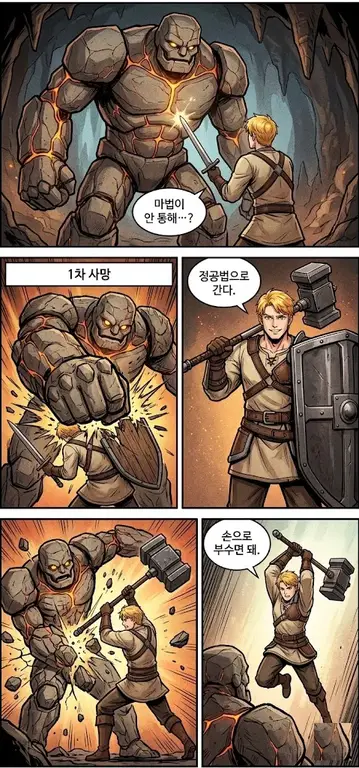 마법이
안 통해…?
1차 사망
정공법으로
간다.
손으로
부수면 돼.